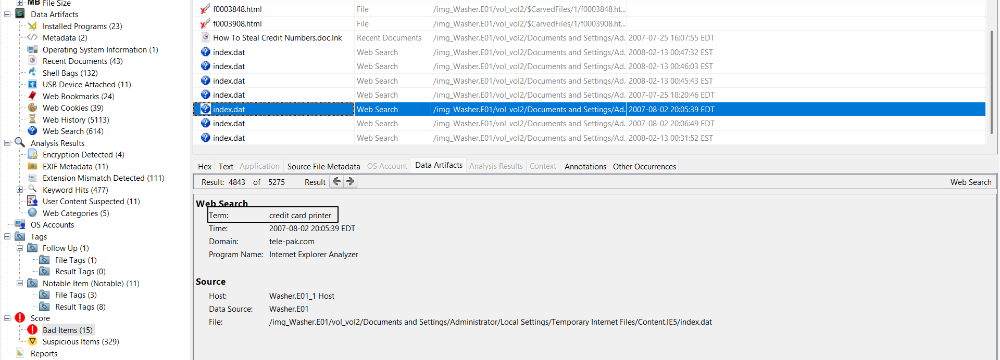 MB File Size
Data Artifacts
Installed Programs (23)
Metadata (2)
Operating System Information (1)
Recent Documents (43)
Shell Bags (132)
USB Device Attached (11)
Web Bookmarks (24)
Web Cookies (39)
Web History (5113)
Web Search (614)
Analysis Results
Encryption Detected (4)
EXIF Metadata (11)
Extension Mismatch Detected (111)
Keyword Hits (477)
User Content Suspected (11)
Web Categories (5)
OS Accounts
Tags
Follow Up (1)
File Tags (1)
Result Tags (0)
Notable Item (Notable) (11)
File Tags (3)
Result Tags (8)
Score
Bad Items (15)
Suspicious Items (329)
Reports
f0003848.html File /img_Washer.E01/vol_vol2/$CarvedFiles/1/f0003848.ht...
f0003908.html File /img_Washer.E01/vol_vol2/$CarvedFiles/1/f0003908.ht...
How To Steal Credit Numbers.doc.lnk Recent Documents /img_Washer.E01/vol_vol2/Documents and Settings/Ad... 2007-07-25 16:07:55 EDT
index.dat Web Search /img_Washer.E01/vol_vol2/Documents and Settings/Ad... 2008-02-13 00:47:32 EST
index.dat Web Search /img_Washer.E01/vol_vol2/Documents and Settings/Ad... 2008-02-13 00:46:03 EST
index.dat Web Search /img_Washer.E01/vol_vol2/Documents and Settings/Ad... 2008-02-13 00:45:43 EST
index.dat Web Search /img_Washer.E01/vol_vol2/Documents and Settings/Ad... 2007-07-25 18:20:46 EDT
index.dat Web Search /img_Washer.E01/vol_vol2/Documents and Settings/Ad... 2007-08-02 20:05:39 EDT
index.dat Web Search /img_Washer.E01/vol_vol2/Documents and Settings/Ad... 2007-08-02 20:06:49 EDT
index.dat Web Search /img_Washer.E01/vol_vol2/Documents and Settings/Ad... 2008-02-13 00:31:52 EST
Hex Text Application Source File Metadata OS Account Data Artifacts Analysis Results Context Annotations Other Occurrences
Result: 4843 of 5275 Result Web Search
Web Search
Term: credit card printer
Time: 2007-08-02 20:05:39 EDT
Domain: tele-pak.com
Program Name: Internet Explorer Analyzer
Source
Host: Washer.E01_1 Host
Data Source: Washer.E01
File: /img_Washer.E01/vol_vol2/Documents and Settings/Administrator/Local Settings/Temporary Internet Files/Content.IE5/index.dat